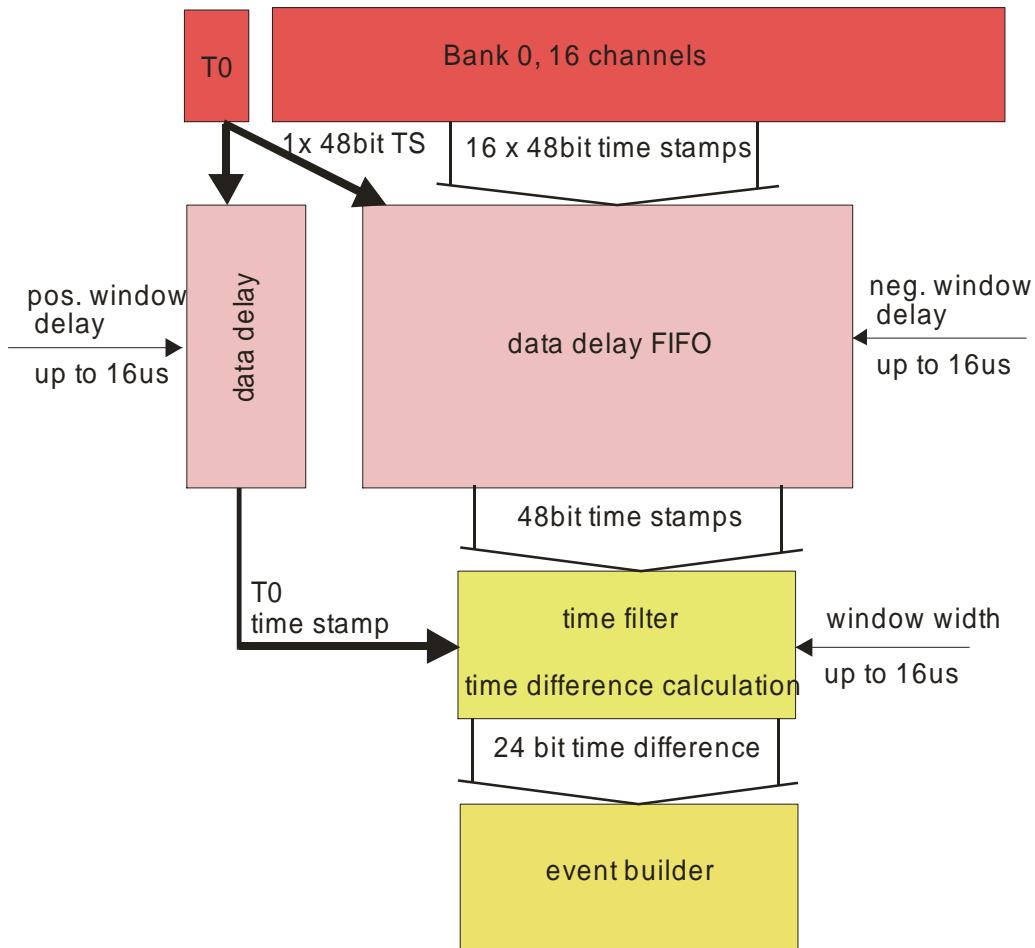 T0
Bank 0, 16 channels
1x 48bit TS
16 x 48bit time stamps
pos. window
delay
up to 16us
data delay
data delay FIFO
neg. window
delay
up to 16us
48bit time stamps
T0
time stamp
time filter
time difference calculation
window width
up to 16us
24 bit time difference
event builder